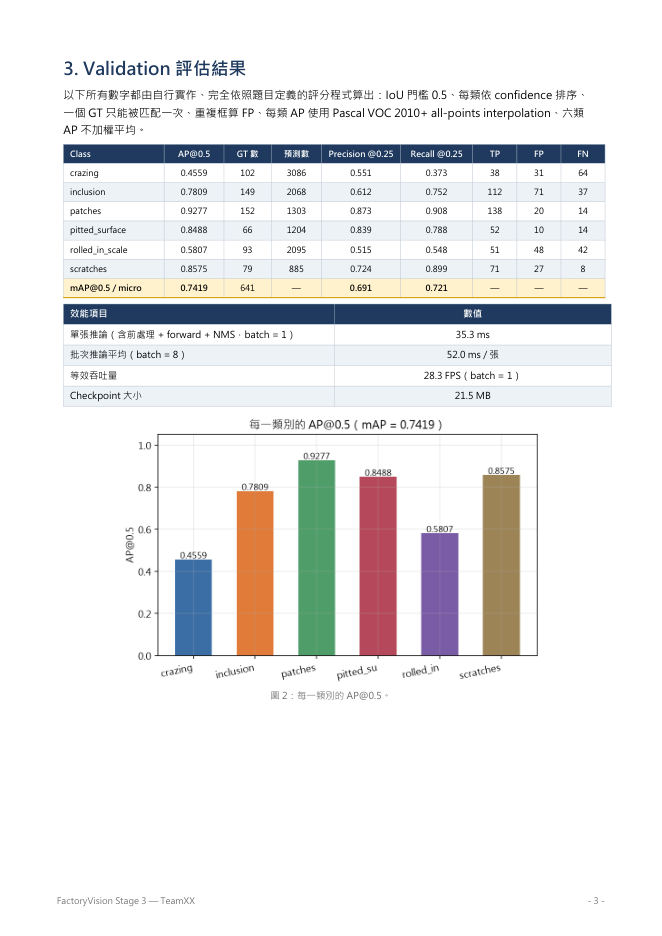 3. Validation 評估結果
以下所有數字都由自行實作、完全依照題目定義的評分程式算出：IoU 門檻 0.5、每類依 confidence 排序、
一個 GT 只能被匹配一次、重複框算 FP、每類 AP 使用 Pascal VOC 2010+ all-points interpolation、六類
AP 不加權平均。
Class AP@0.5 GT 數 預測數 Precision @0.25 Recall @0.25 TP FP FN
crazing 0.4559 102 3086 0.551 0.373 38 31 64
inclusion 0.7809 149 2068 0.612 0.752 112 71 37
patches 0.9277 152 1303 0.873 0.908 138 20 14
pitted_surface 0.8488 66 1204 0.839 0.788 52 10 14
rolled_in_scale 0.5807 93 2095 0.515 0.548 51 48 42
scratches 0.8575 79 885 0.724 0.899 71 27 8
mAP@0.5 / micro 0.7419 641 — 0.691 0.721 — — —
效能項目 數值
單張推論（含前處理 + forward + NMS，batch = 1） 35.3 ms
批次推論平均（batch = 8） 52.0 ms / 張
等效吞吐量 28.3 FPS（batch = 1）
Checkpoint 大小 21.5 MB
每一類別的 AP@0.5（mAP = 0.7419）
AP@0.5
1.0
0.8
0.6
0.4
0.2
0.0
0.4559
0.7809
0.9277
0.8488
0.5807
0.8575
crazing inclusion patches pitted_su rolled_in scratches
圖 2：每一類別的 AP@0.5。
FactoryVision Stage 3 — TeamXX - 3 -